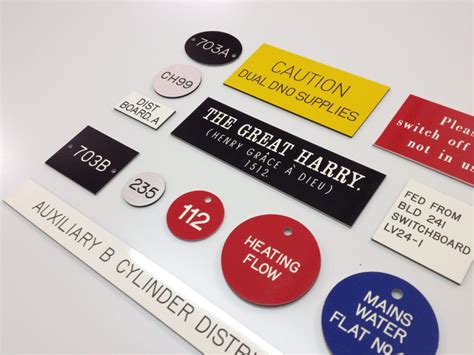 703A
CAUTION
DUAL DNO SUPPLIES
CH99
DIST
BOARD.A
THE GREAT HARRY.
(HENRY GRÂCE À DIEU)
1512.
Please
switch off
not in us
703B
235
112
FED FROM
BLD 241
SWITCHBOARD
LV24-1
HEATING
FLOW
AUXILIARY B CYLINDER DISTR
MAINS
WATER
FLAT No.